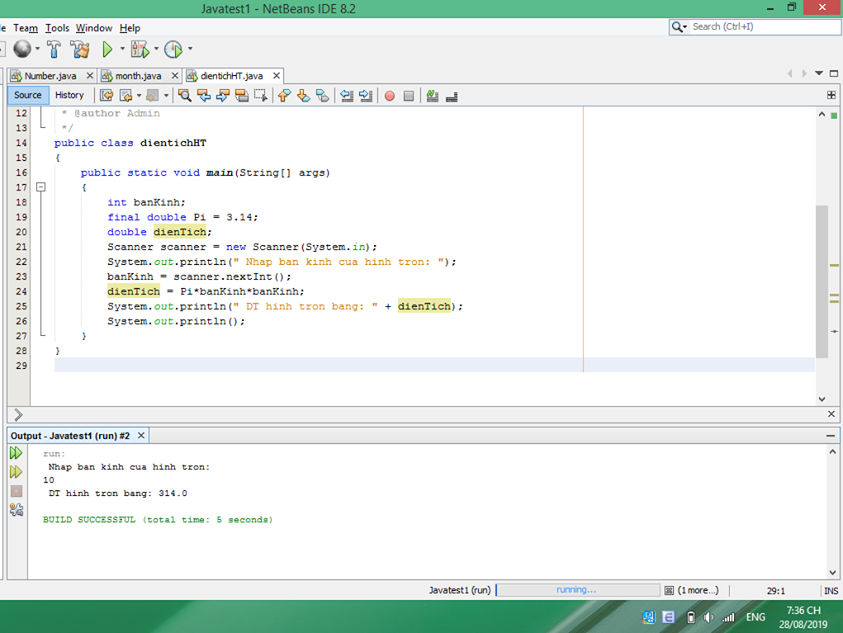 Javatest1 - NetBeans IDE 8.2
Team Tools Window Help
Search (Ctrl+I)
Number.java month.java dientichHT.java
Source History
12 * @author Admin
13 */
14 public class dientichHT
15 {
16 public static void main(String[] args)
17 {
18 int banKinh;
19 final double Pi = 3.14;
20 double dienTich;
21 Scanner scanner = new Scanner(System.in);
22 System.out.println(" Nhap ban kinh cua hinh tron: ");
23 banKinh = scanner.nextInt();
24 dienTich = Pi*banKinh*banKinh;
25 System.out.println(" DT hinh tron bang: " + dienTich);
26 System.out.println();
27 }
28 }
29
Output - Javatest1 (run) #2
run:
Nhap ban kinh cua hinh tron:
10
DT hinh tron bang: 314.0
BUILD SUCCESSFUL (total time: 5 seconds)
Javatest1 (run) running... (1 more...) 29:1 INS
ENG 7:36 CH
28/08/2019